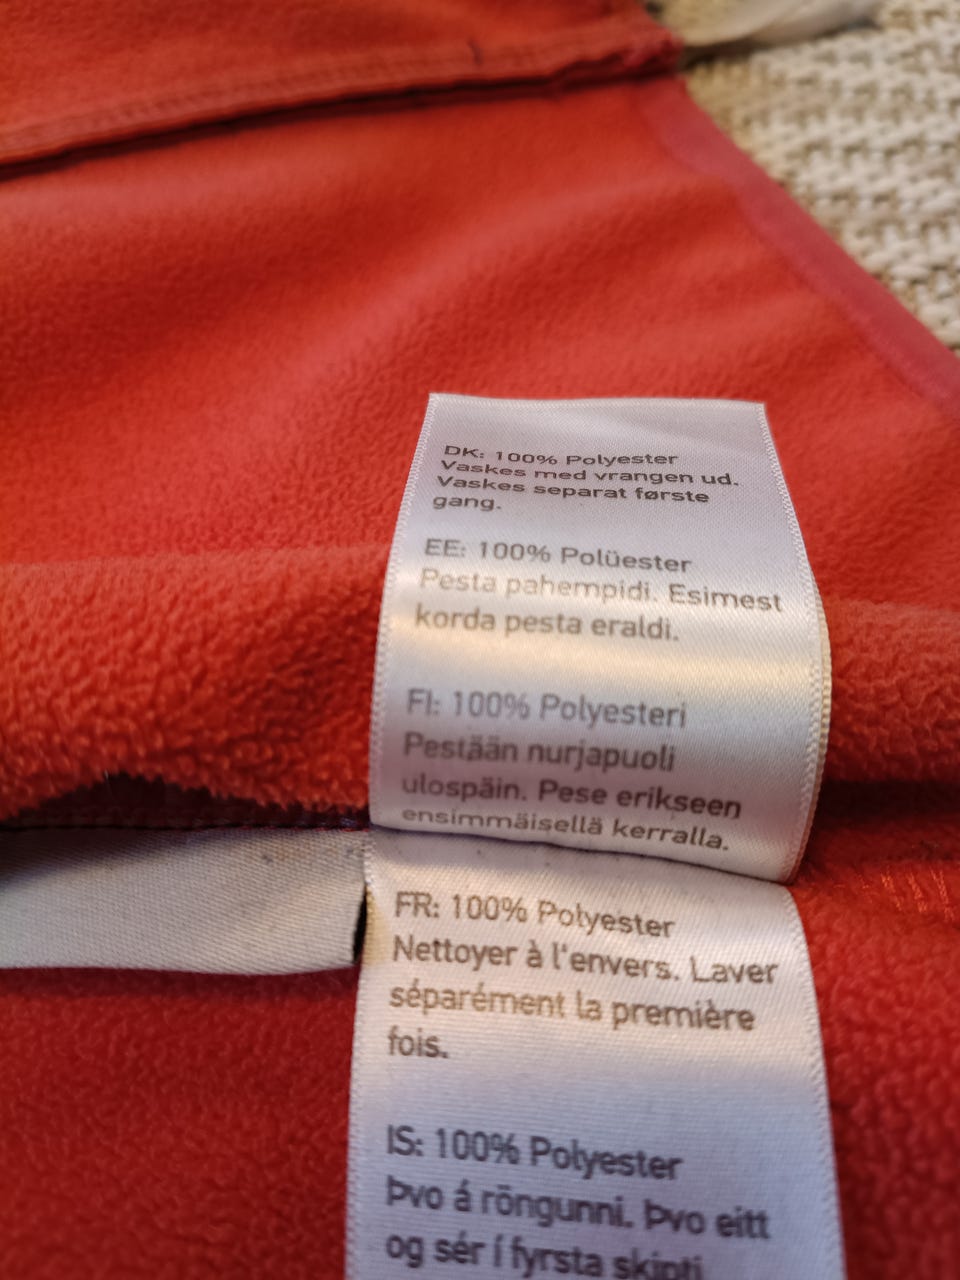 DK: 100% Polyester
Vaskes med vrangen ud.
Vaskes separat første
gang.
EE: 100% Polüester
Pesta pahempidi. Esimest
korda pesta eraldi.
FI: 100% Polyesteri
Pestään nurjapuoli
ulospäin. Pese erikseen
ensimmäisellä kerralla.
FR: 100% Polyester
Nettoyer à l'envers. Laver
séparément la première
fois.
IS: 100% Polyester
Þvo á röngunni. Þvo eitt
og sér í fyrsta skipti